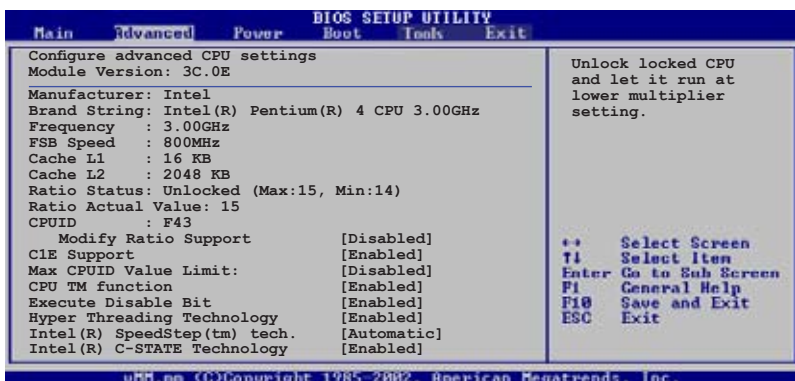 BIOS SETUP UTILITY
Main Advanced Power Boot Tools Exit
Configure advanced CPU settings
Module Version: 3C.0E
Manufacturer: Intel
Brand String: Intel(R) Pentium(R) 4 CPU 3.00GHz
Frequency : 3.00GHz
FSB Speed : 800MHz
Cache L1 : 16 KB
Cache L2 : 2048 KB
Ratio Status: Unlocked (Max:15, Min:14)
Ratio Actual Value: 15
CPUID : F43
Modify Ratio Support [Disabled]
C1E Support [Enabled]
Max CPUID Value Limit: [Disabled]
CPU TM function [Enabled]
Execute Disable Bit [Enabled]
Hyper Threading Technology [Enabled]
Intel(R) SpeedStep(tm) tech. [Automatic]
Intel(R) C-STATE Technology [Enabled]
Unlock locked CPU
and let it run at
lower multiplier
setting.
↔ Select Screen
↑↓ Select Item
Enter Go to Sub Screen
F1 General Help
F10 Save and Exit
ESC Exit
(C)Copyright 1985-2002, American Megatrends, Inc.